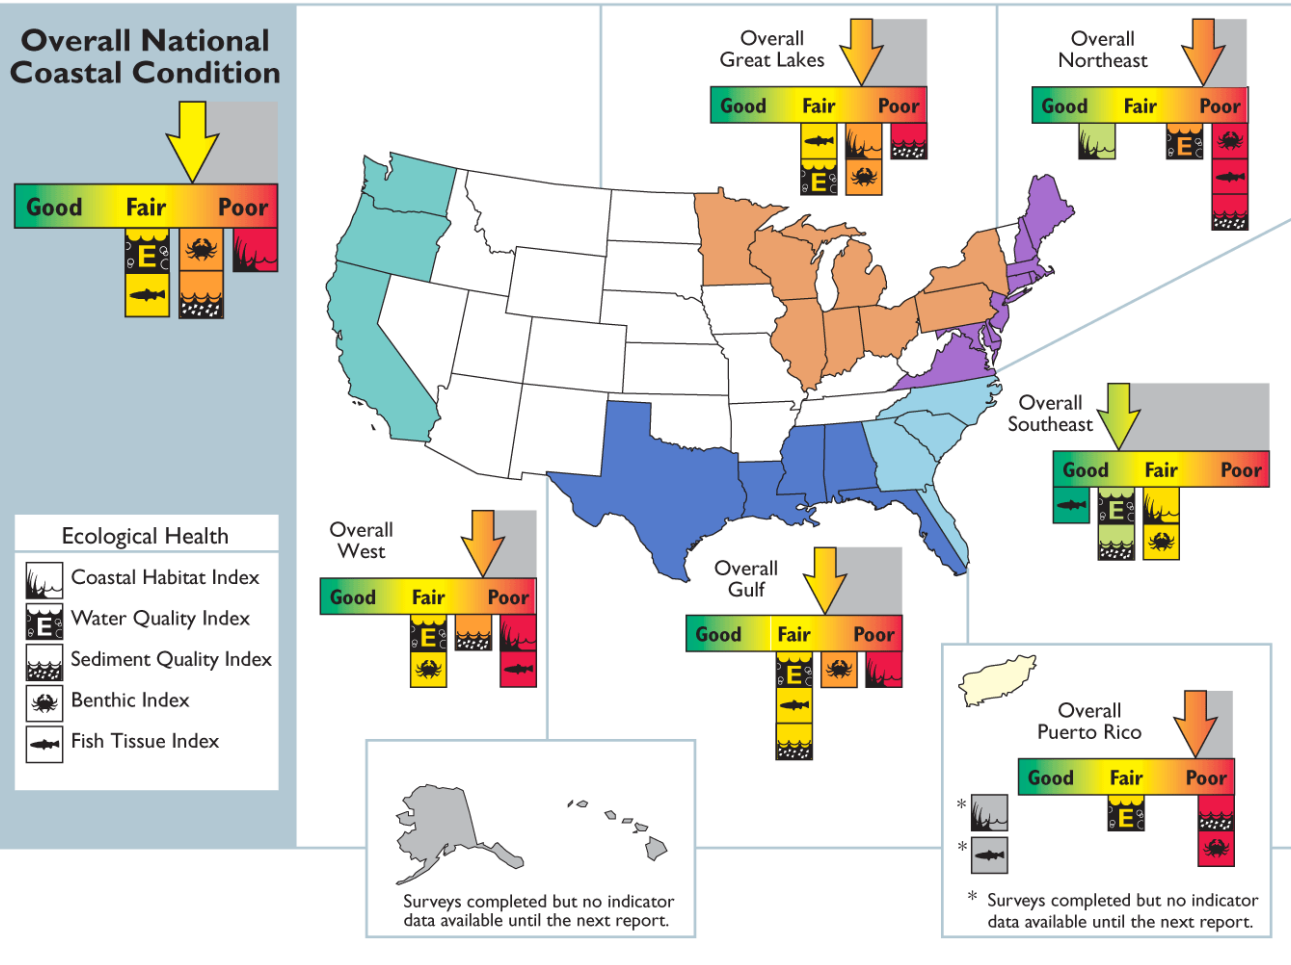 Overall National
Coastal Condition
Good Fair Poor
E
Ecological Health
Coastal Habitat Index
E Water Quality Index
Sediment Quality Index
Benthic Index
Fish Tissue Index
Overall
Great Lakes
Good Fair Poor
E
Overall
Northeast
Good Fair Poor
E
Overall
Southeast
Good Fair Poor
E
Overall
West
Good Fair Poor
E
Overall
Gulf
Good Fair Poor
E
Surveys completed but no indicator
data available until the next report.
Overall
Puerto Rico
Good Fair Poor
*
E
*
* Surveys completed but no indicator
data available until the next report.